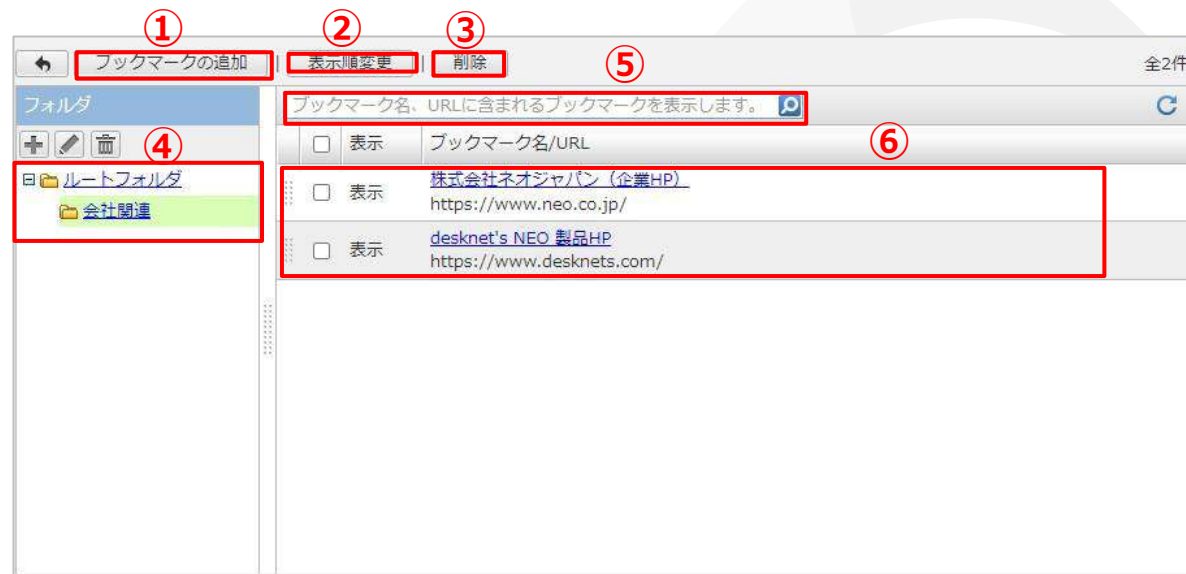 ① ② ③
ブックマークの追加 | 表示順変更 | 削除 ⑤ 全2件
フォルダ
ブックマーク名、URLに含まれるブックマークを表示します。
④
表示 ブックマーク名/URL ⑥
ルートフォルダ
会社関連
表示 株式会社ネオジャパン（企業HP）
https://www.neo.co.jp/
表示 desknet's NEO 製品HP
https://www.desknets.com/